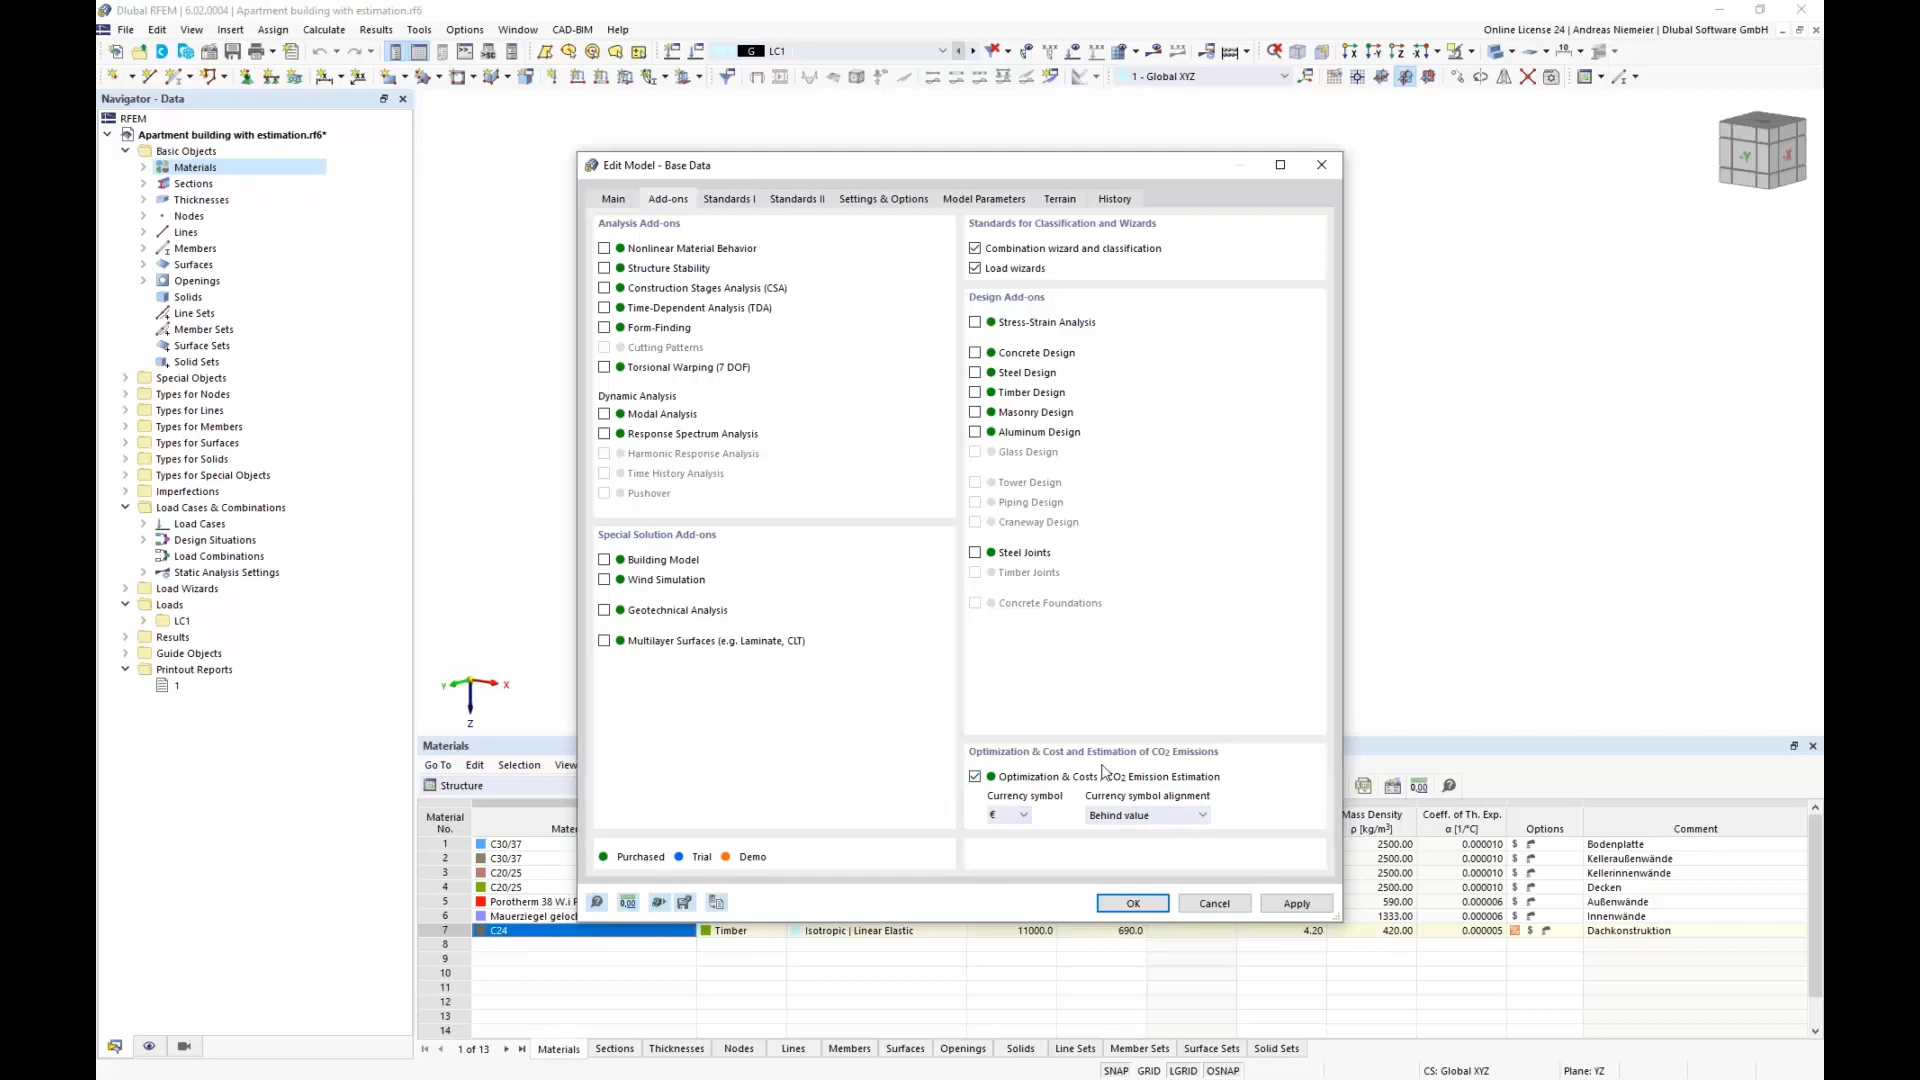 Dlubal RFEM | 6.02.0004 | Apartment building with estimation.rf6*
File Edit View Insert Assign Calculate Results Tools Options Window CAD-BIM Help
Online License 24 | Andreas Niemeier | Dlubal Software GmbH
G LC1
1 - Global XYZ
Navigator - Data
RFEM
Apartment building with estimation.rf6*
Basic Objects
Materials
Sections
Thicknesses
Nodes
Lines
Members
Surfaces
Openings
Solids
Line Sets
Member Sets
Surface Sets
Solid Sets
Special Objects
Types for Nodes
Types for Lines
Types for Members
Types for Surfaces
Types for Solids
Types for Special Objects
Imperfections
Load Cases & Combinations
Load Cases
Design Situations
Load Combinations
Static Analysis Settings
Load Wizards
Loads
LC1
Results
Guide Objects
Printout Reports
1
-Y -X
Y X
Z
Edit Model - Base Data
Main Add-ons Standards I Standards II Settings & Options Model Parameters Terrain History
Analysis Add-ons
Nonlinear Material Behavior
Structure Stability
Construction Stages Analysis (CSA)
Time-Dependent Analysis (TDA)
Form-Finding
Cutting Patterns
Torsional Warping (7 DOF)
Dynamic Analysis
Modal Analysis
Response Spectrum Analysis
Harmonic Response Analysis
Time History Analysis
Pushover
Special Solution Add-ons
Building Model
Wind Simulation
Geotechnical Analysis
Multilayer Surfaces (e.g. Laminate, CLT)
Purchased Trial Demo
Standards for Classification and Wizards
Combination wizard and classification
Load wizards
Design Add-ons
Stress-Strain Analysis
Concrete Design
Steel Design
Timber Design
Masonry Design
Aluminum Design
Glass Design
Tower Design
Piping Design
Craneway Design
Steel Joints
Timber Joints
Concrete Foundations
Optimization & Cost and Estimation of CO2 Emissions
Optimization & Costs CO2 Emission Estimation
Currency symbol Currency symbol alignment
€ Behind value
OK Cancel Apply
Materials
Go To Edit Selection View
Structure
Material No. Mass Density ρ [kg/m³] Coeff. of Th. Exp. α [1/°C] Options Comment
1 C30/37 2500.00 0.000010 $ Bodenplatte
2 C30/37 2500.00 0.000010 $ Kelleraußenwände
3 C20/25 2500.00 0.000010 $ Kellerinnenwände
4 C20/25 2500.00 0.000010 $ Decken
5 Porotherm 38 W.i 590.00 0.000006 $ Außenwände
6 Mauerziegel geloch 1333.00 0.000006 $ Innenwände
7 C24 Timber Isotropic | Linear Elastic 11000.0 690.0 4.20 420.00 0.000005 $ Dachkonstruktion
8
9
10
11
12
13
14
1 of 13 Materials Sections Thicknesses Nodes Lines Members Surfaces Openings Solids Line Sets Member Sets Surface Sets Solid Sets
SNAP GRID LGRID OSNAP CS: Global XYZ Plane: YZ